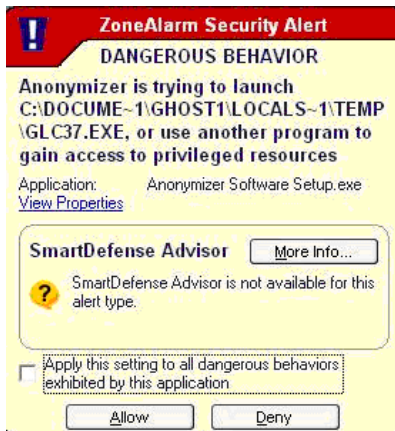 ZoneAlarm Security Alert
DANGEROUS BEHAVIOR
Anonymizer is trying to launch
C:\DOCUME~1\GHOST1\LOCALS~1\TEMP
\GLC37.EXE, or use another program to
gain access to privileged resources
Application: Anonymizer Software Setup.exe
View Properties
SmartDefense Advisor More Info...
SmartDefense Advisor is not available for this
alert type.
Apply this setting to all dangerous behaviors
exhibited by this application
Allow Deny